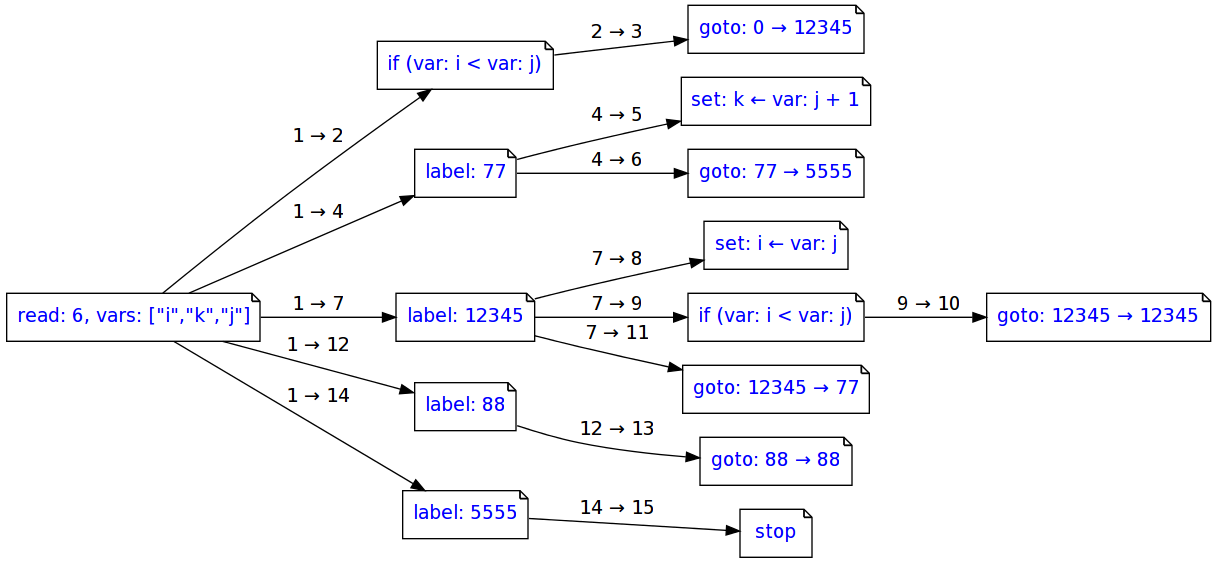 2 → 3
goto: 0 → 12345
if (var: i < var: j)
set: k ← var: j + 1
4 → 5
1 → 2
4 → 6
label: 77
goto: 77 → 5555
1 → 4
set: i ← var: j
7 → 8
read: 6, vars: ["i","k","j"]
1 → 7
label: 12345
7 → 9
if (var: i < var: j)
9 → 10
goto: 12345 → 12345
7 → 11
1 → 12
goto: 12345 → 77
1 → 14
label: 88
12 → 13
goto: 88 → 88
label: 5555
14 → 15
stop